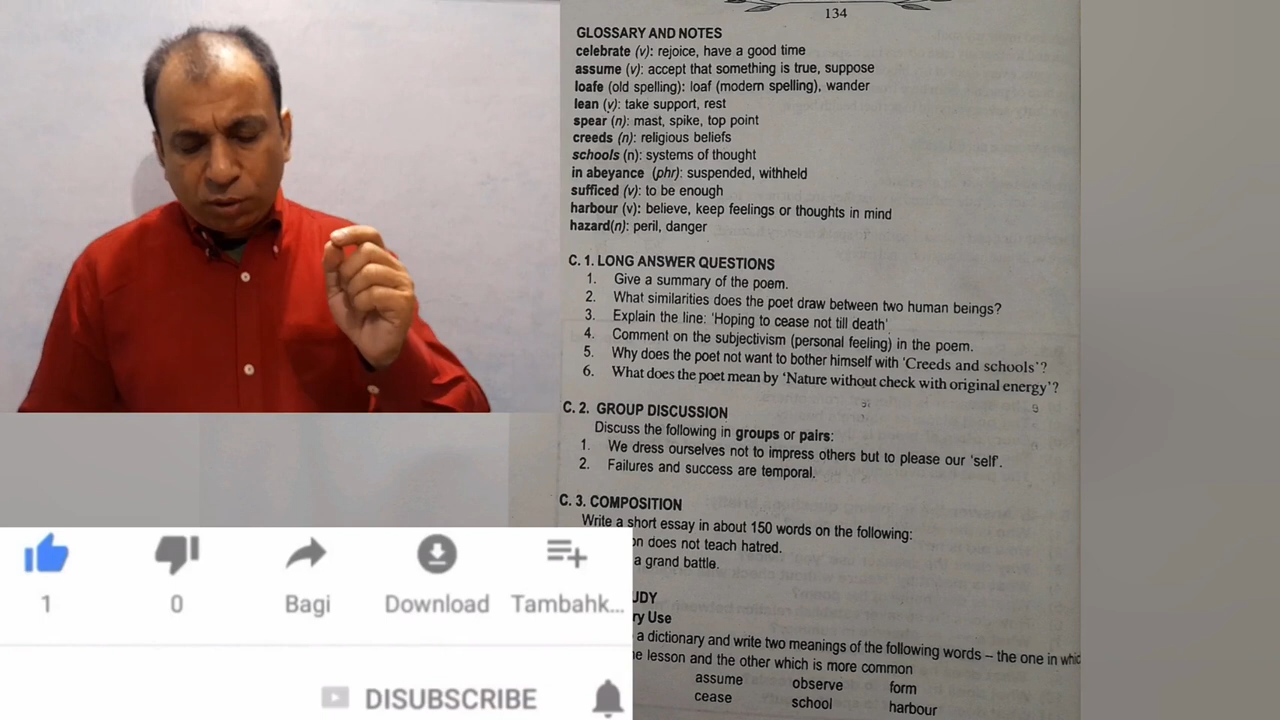 134
GLOSSARY AND NOTES
celebrate (v): rejoice, have a good time
assume (v): accept that something is true, suppose
loafe (old spelling): loaf (modern spelling), wander
lean (v): take support, rest
spear (n): mast, spike, top point
creeds (n): religious beliefs
schools (n): systems of thought
in abeyance (phr): suspended, withheld
sufficed (v): to be enough
harbour (v): believe, keep feelings or thoughts in mind
hazard(n): peril, danger
C. 1. LONG ANSWER QUESTIONS
1. Give a summary of the poem.
2. What similarities does the poet draw between two human beings?
3. Explain the line: 'Hoping to cease not till death'
4. Comment on the subjectivism (personal feeling) in the poem.
5. Why does the poet not want to bother himself with 'Creeds and schools'?
6. What does the poet mean by 'Nature without check with original energy'?
C. 2. GROUP DISCUSSION
Discuss the following in groups or pairs:
1. We dress ourselves not to impress others but to please our 'self'.
2. Failures and success are temporal.
C. 3. COMPOSITION
Write a short essay in about 150 words on the following:
on does not teach hatred.
a grand battle.
UDY
ry Use
a dictionary and write two meanings of the following words – the one in whic
e lesson and the other which is more common
assume observe form
cease school harbour
1 0 Bagi Download Tambahk...
DISUBSCRIBE